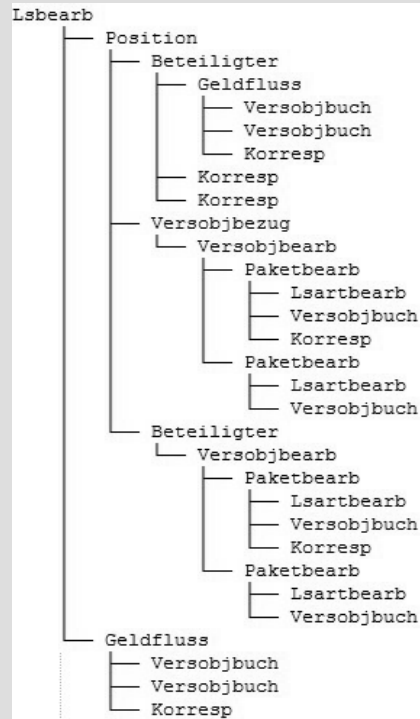 Lsbearb
Position
Beteiligter
Geldfluss
Versobjbuch
Versobjbuch
Korresp
Korresp
Korresp
Versobjbezug
Versobjbearb
Paketbearb
Lsartbearb
Versobjbuch
Korresp
Paketbearb
Lsartbearb
Versobjbuch
Beteiligter
Versobjbearb
Paketbearb
Lsartbearb
Versobjbuch
Korresp
Paketbearb
Lsartbearb
Versobjbuch
Geldfluss
Versobjbuch
Versobjbuch
Korresp